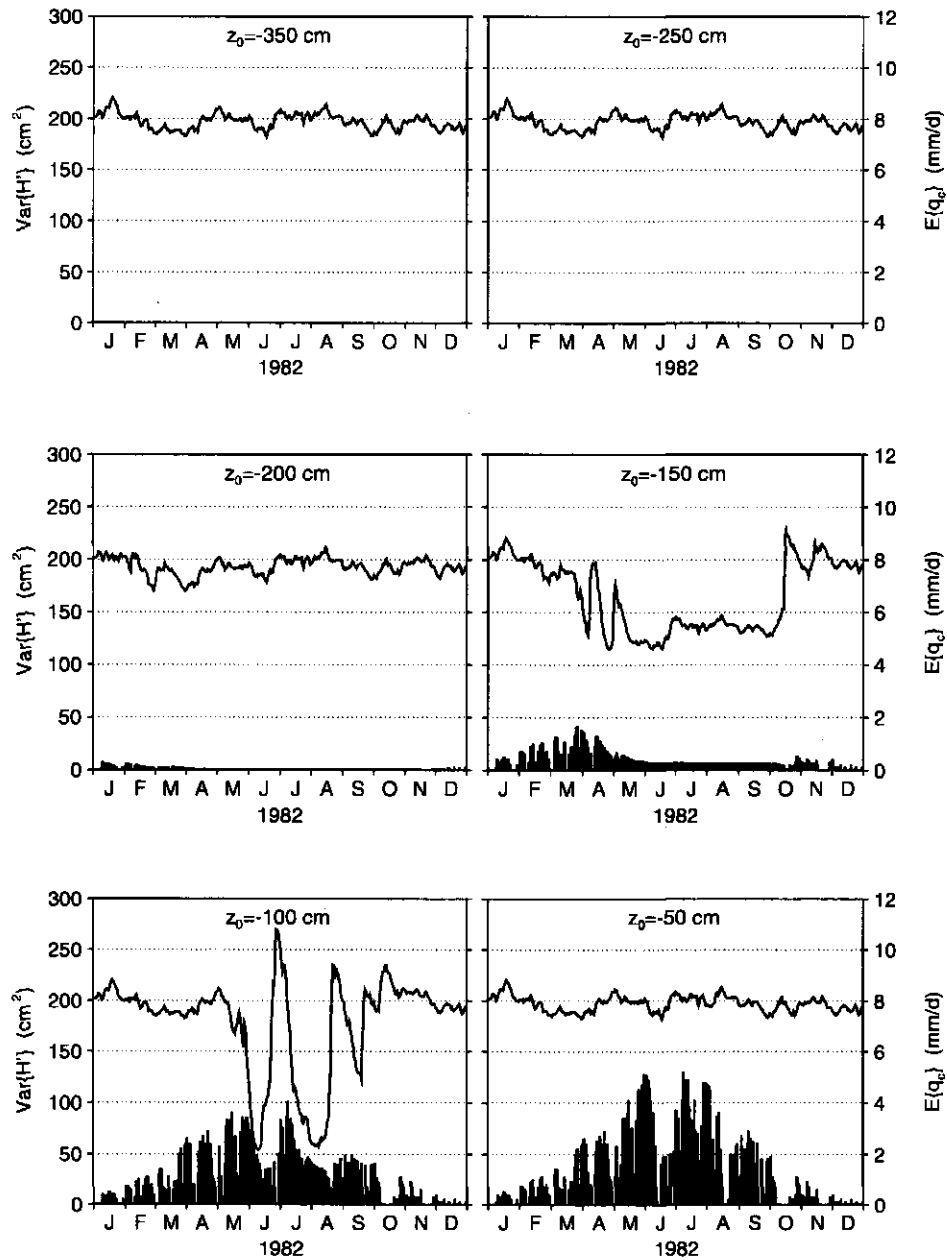 z₀=-350 cm
z₀=-250 cm
300
250
200
150
100
50
0
Var{H'} (cm²)
12
10
8
6
4
2
0
E{q_c} (mm/d)
J F M A M J J A S O N D
1982
J F M A M J J A S O N D
1982
z₀=-200 cm
z₀=-150 cm
300
250
200
150
100
50
0
Var{H'} (cm²)
12
10
8
6
4
2
0
E{q_c} (mm/d)
J F M A M J J A S O N D
1982
J F M A M J J A S O N D
1982
z₀=-100 cm
z₀=-50 cm
300
250
200
150
100
50
0
Var{H'} (cm²)
12
10
8
6
4
2
0
E{q_c} (mm/d)
J F M A M J J A S O N D
1982
J F M A M J J A S O N D
1982